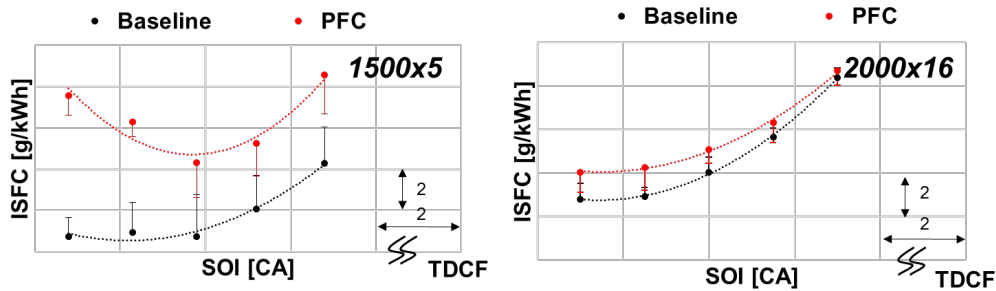 Baseline PFC
1500x5
ISFC [g/kWh]
2
2
SOI [CA]
TDCF
Baseline PFC
2000x16
ISFC [g/kWh]
2
2
SOI [CA]
TDCF